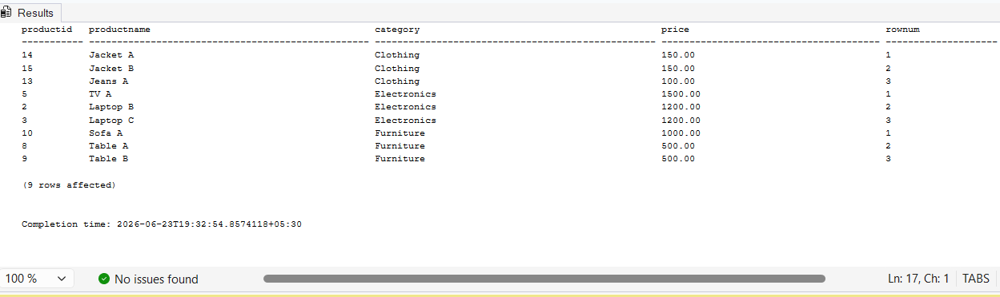 Results
productid productname category price rownum
----------- -------------------------------------------------- -------------------------------------------------- --------------------------------------- --------------------
14 Jacket A Clothing 150.00 1
15 Jacket B Clothing 150.00 2
13 Jeans A Clothing 100.00 3
5 TV A Electronics 1500.00 1
2 Laptop B Electronics 1200.00 2
3 Laptop C Electronics 1200.00 3
10 Sofa A Furniture 1000.00 1
8 Table A Furniture 500.00 2
9 Table B Furniture 500.00 3
(9 rows affected)
Completion time: 2026-06-23T19:32:54.8574118+05:30
100 % No issues found Ln: 17, Ch: 1 TABS